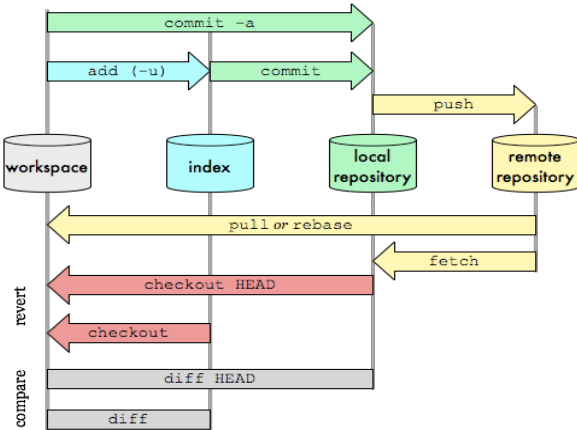 commit -a
add (-u)
commit
push
workspace
index
local
repository
remote
repository
pull or rebase
fetch
revert
checkout HEAD
checkout
compare
diff HEAD
diff